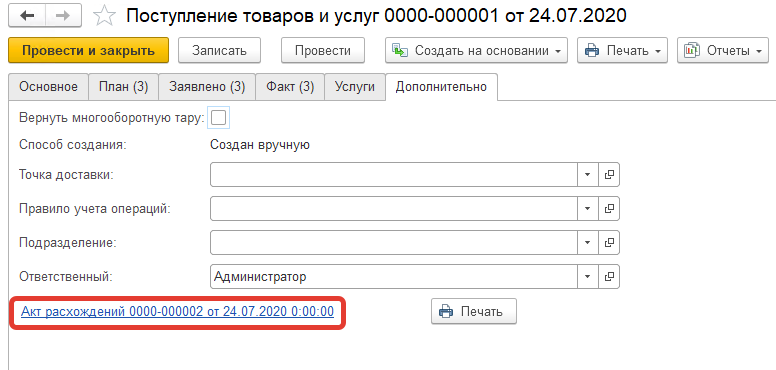 Поступление товаров и услуг 0000-000001 от 24.07.2020
Провести и закрыть Записать Провести Создать на основании Печать Отчеты
Основное План (3) Заявлено (3) Факт (3) Услуги Дополнительно
Вернуть многооборотную тару:
Способ создания: Создан вручную
Точка доставки:
Правило учета операций:
Подразделение:
Ответственный: Администратор
Акт расхождений 0000-000002 от 24.07.2020 0:00:00 Печать